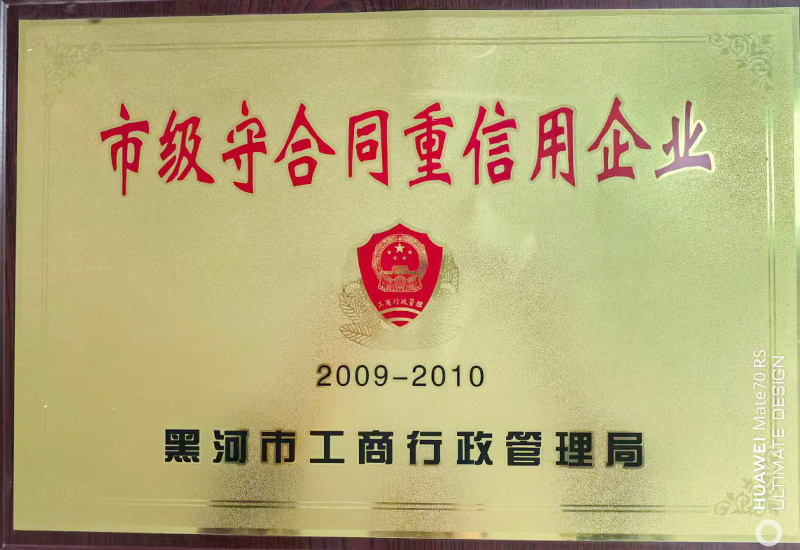 市级守合同重信用企业
工商行政管理
2009-2010
黑河市工商行政管理局
HUAWEI Mate70 RS
ULTIMATE DESIGN